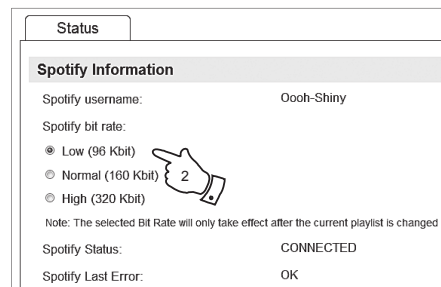 Status
Spotify Information
Spotify username: Oooh-Shiny
Spotify bit rate:
Low (96 Kbit)
Normal (160 Kbit)
2
High (320 Kbit)
Note: The selected Bit Rate will only take effect after the current playlist is changed
Spotify Status: CONNECTED
Spotify Last Error: OK